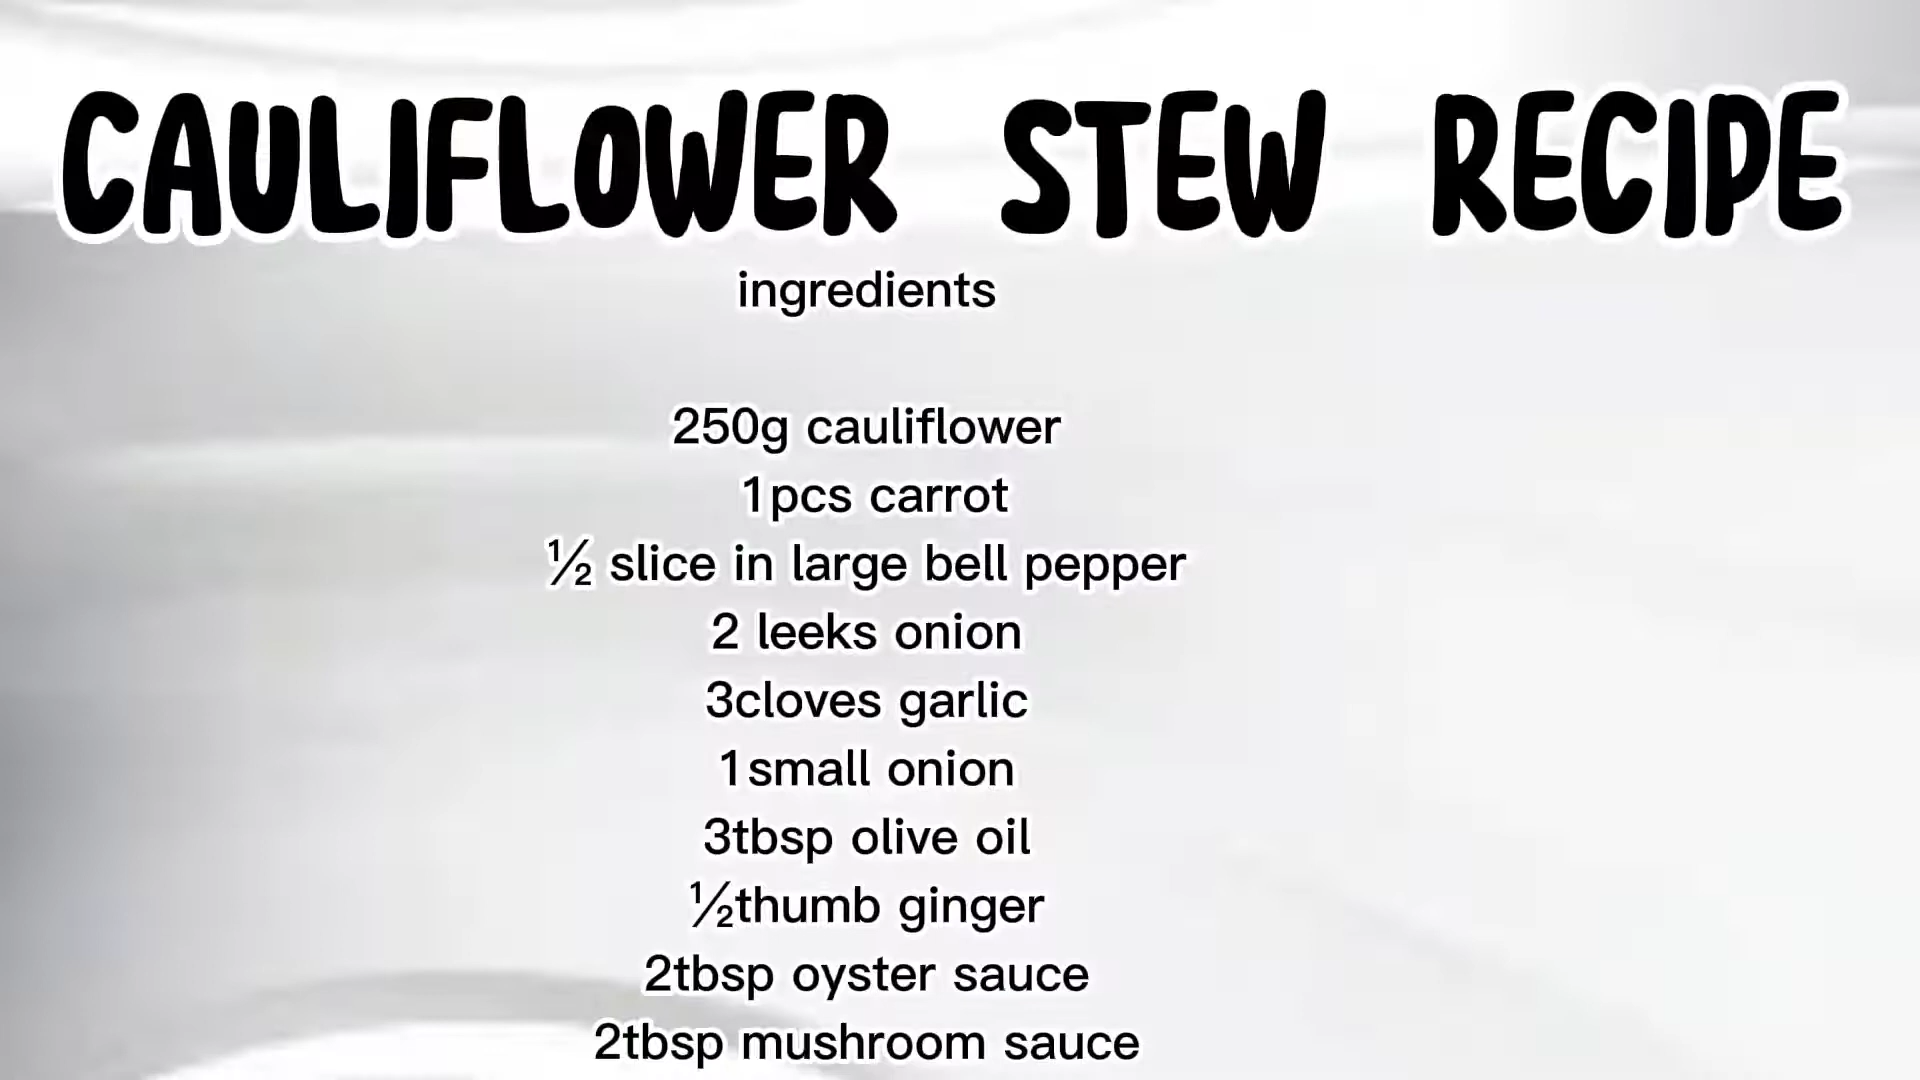 CAULIFLOWER STEW RECIPE
ingredients
250g cauliflower
1pcs carrot
½ slice in large bell pepper
2 leeks onion
3cloves garlic
1small onion
3tbsp olive oil
½thumb ginger
2tbsp oyster sauce
2tbsp mushroom sauce